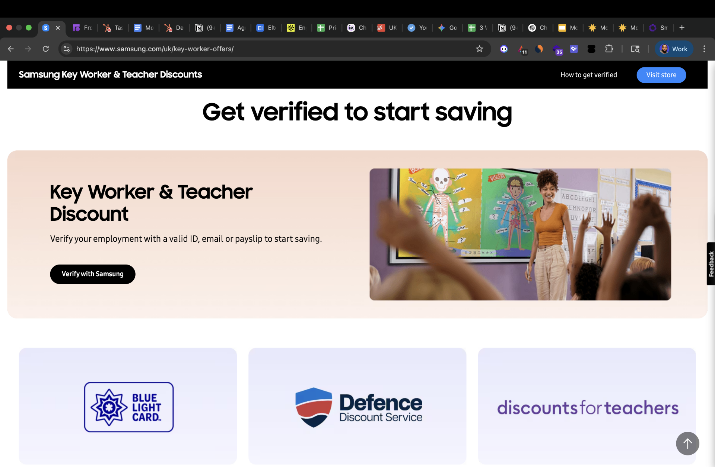 https://www.samsung.com/uk/key-worker-offers/
Work
Samsung Key Worker & Teacher Discounts
How to get verified
Visit store
Get verified to start saving
Key Worker & Teacher
Discount
Verify your employment with a valid ID, email or payslip to start saving.
Verify with Samsung
Feedback
BLUE
LIGHT
CARD.
Defence
Discount Service
discountsforteachers